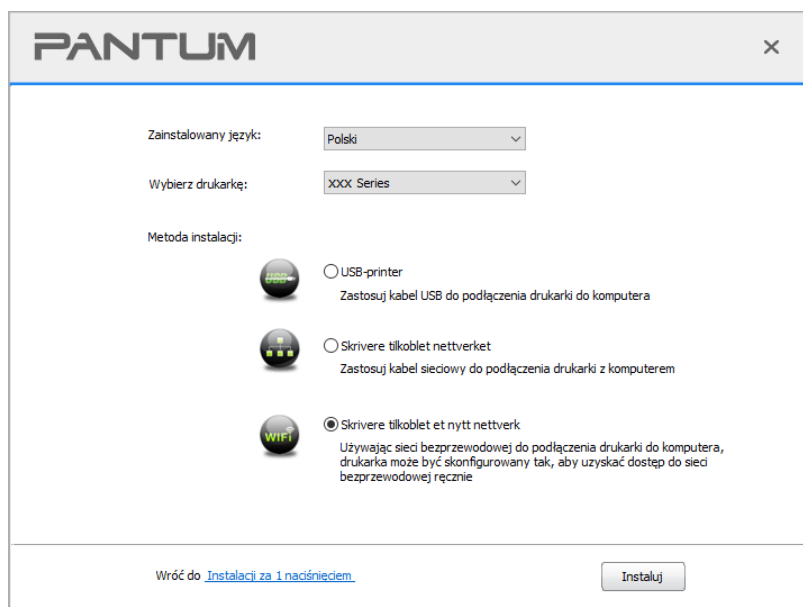 PANTUM
Zainstalowany język:
Polski
Wybierz drukarkę:
XXX Series
Metoda instalacji:
USB
USB-printer
Zastosuj kabel USB do podłączenia drukarki do komputera
Skrivere tilkoblet nettverket
Zastosuj kabel sieciowy do podłączenia drukarki z komputerem
WiFi
Skrivere tilkoblet et nytt nettverk
Używając sieci bezprzewodowej do podłączenia drukarki do komputera,
drukarka może być skonfigurowany tak, aby uzyskać dostęp do sieci
bezprzewodowej ręcznie
Wróć do Instalacji za 1 naciśnięciem
Instaluj